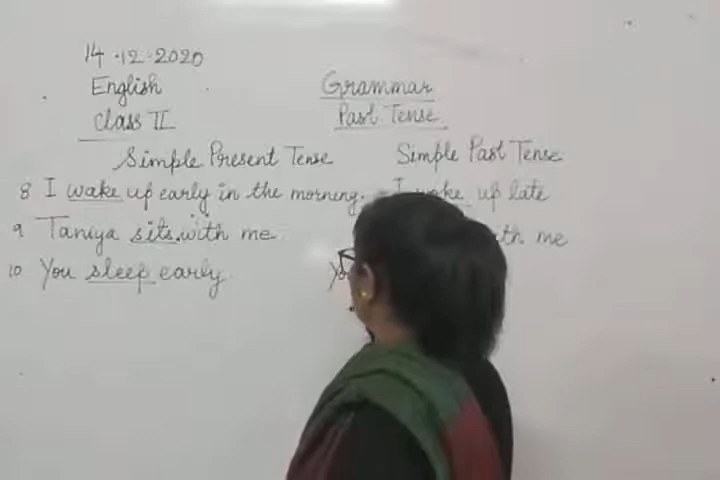 14.12.2020
English Grammar
Class II Past Tense
Simple Present Tense Simple Past Tense
8 I wake up early in the morning. I woke up late
9 Taniya sits with me with me
10 You sleep early